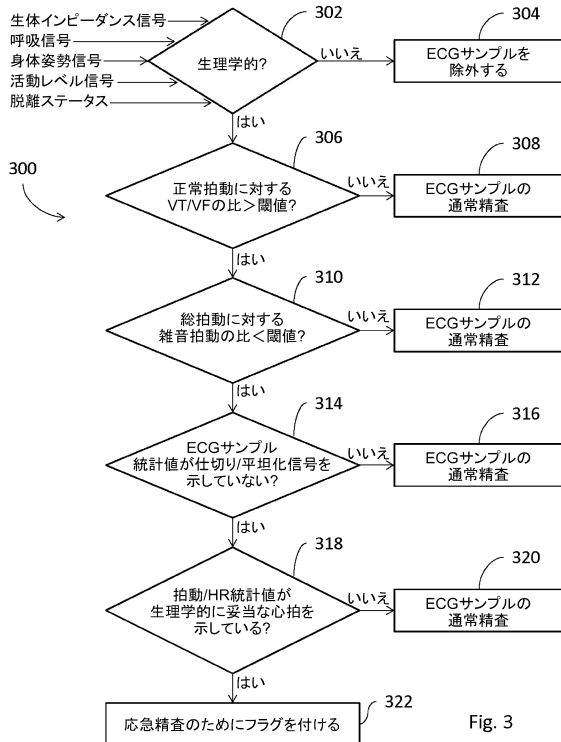 生体インピーダンス信号
呼吸信号
身体姿勢信号
活動レベル信号
脱離ステータス
302
生理学的?
いいえ
304
ECGサンプルを
除外する
はい
300
306
正常拍動に対する
VT/VFの比>閾値?
いいえ
308
ECGサンプルの
通常精査
はい
310
総拍動に対する
雑音拍動の比<閾値?
いいえ
312
ECGサンプルの
通常精査
はい
314
ECGサンプル
統計値が仕切り/平坦化信号を
示していない?
いいえ
316
ECGサンプルの
通常精査
はい
318
拍動/HR統計値が
生理学的に妥当な心拍を
示している?
いいえ
320
ECGサンプルの
通常精査
はい
322
応急精査のためにフラグを付ける
Fig. 3